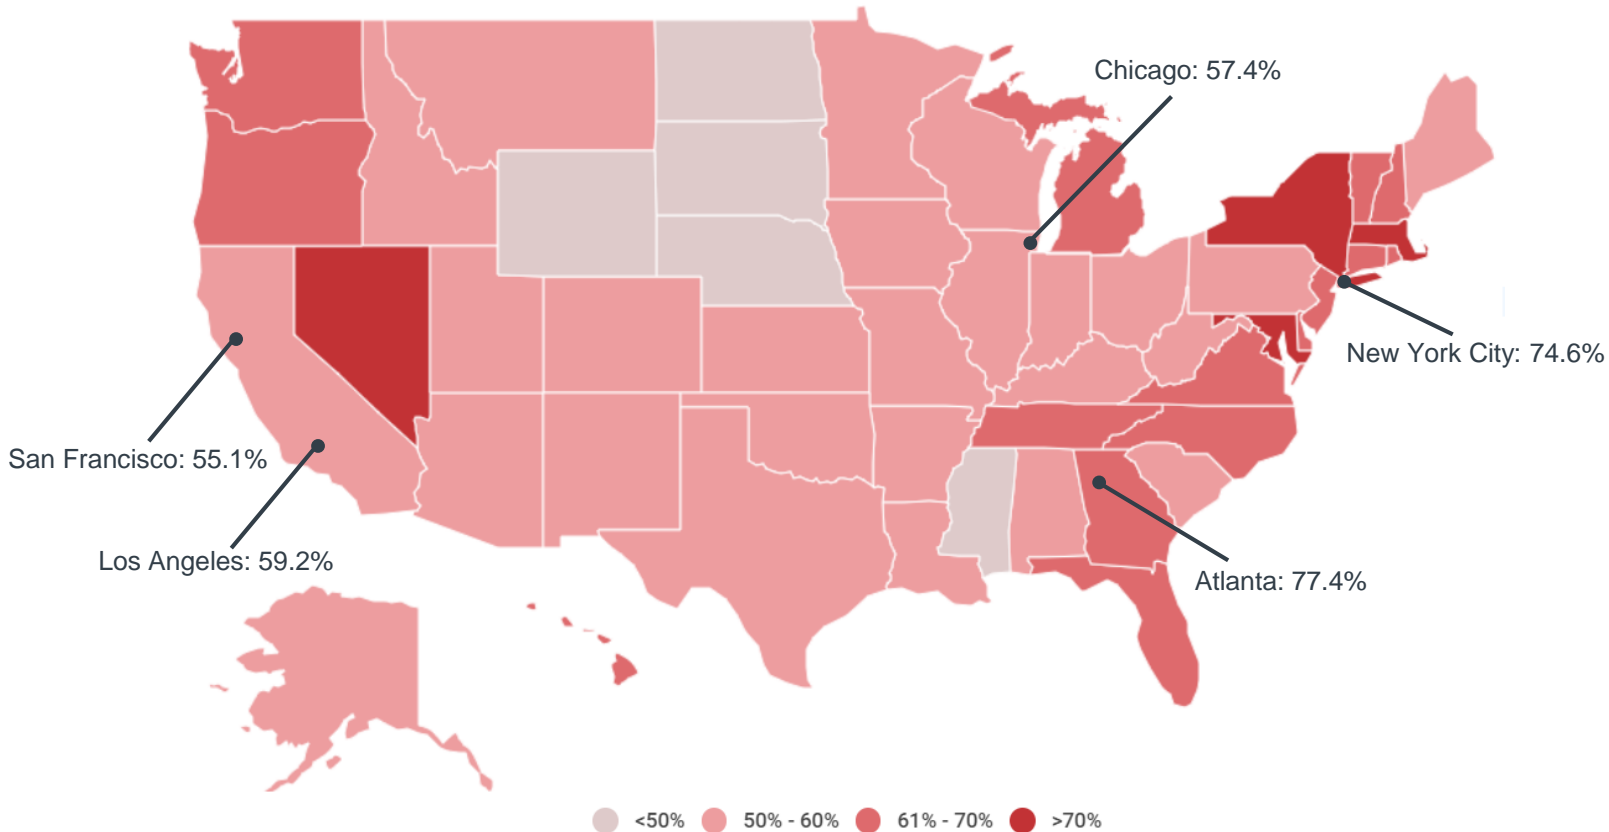 Chicago: 57.4%
New York City: 74.6%
San Francisco: 55.1%
Los Angeles: 59.2%
Atlanta: 77.4%
<50% 50% - 60% 61% - 70% >70%